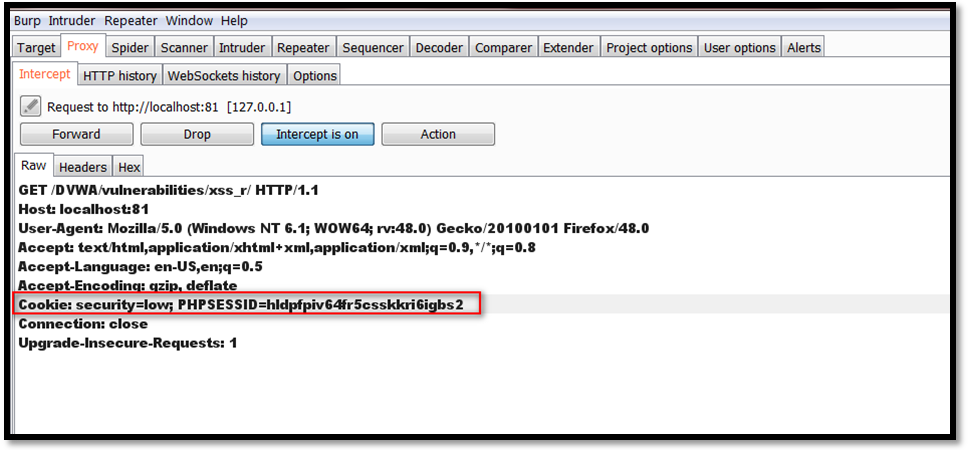 Burp Intruder Repeater Window Help
Target Proxy Spider Scanner Intruder Repeater Sequencer Decoder Comparer Extender Project options User options Alerts
Intercept HTTP history WebSockets history Options
Request to http://localhost:81 [127.0.0.1]
Forward Drop Intercept is on Action
Raw Headers Hex
GET /DVWA/vulnerabilities/xss_r/ HTTP/1.1
Host: localhost:81
User-Agent: Mozilla/5.0 (Windows NT 6.1; WOW64; rv:48.0) Gecko/20100101 Firefox/48.0
Accept: text/html,application/xhtml+xml,application/xml;q=0.9,*/*;q=0.8
Accept-Language: en-US,en;q=0.5
Accept-Encoding: gzip, deflate
Cookie: security=low; PHPSESSID=hldpfpiv64fr5csskkri6igbs2
Connection: close
Upgrade-Insecure-Requests: 1